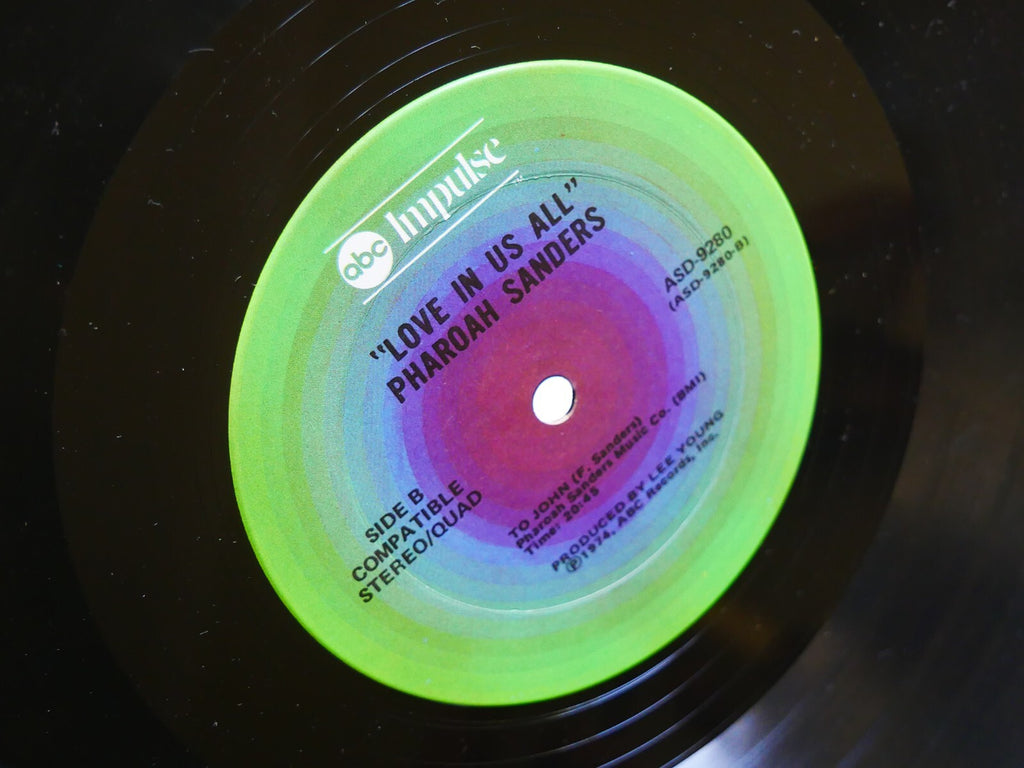 abc Impulse
"LOVE IN US ALL"
PHAROAH SANDERS
ASD-9280
(ASD-9280-B)
SIDE B
COMPATIBLE
STEREO/QUAD
TO JOHN (F. Sanders)
Pharoah-Sanders Music Co. (BMI)
Time: 20:45
PRODUCED BY LEE YOUNG
Ⓟ1974, ABC Records, Inc.